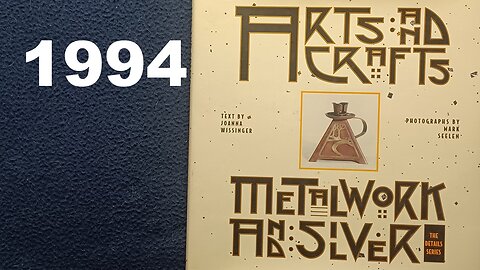 1994
ARTS AND
CRAFTS
TEXT BY
JOANNA
WISSINGER
PHOTOGRAPHS BY
MARK
SEELEN
METALWORK
AND SILVER
THE
DETAILS
SERIES